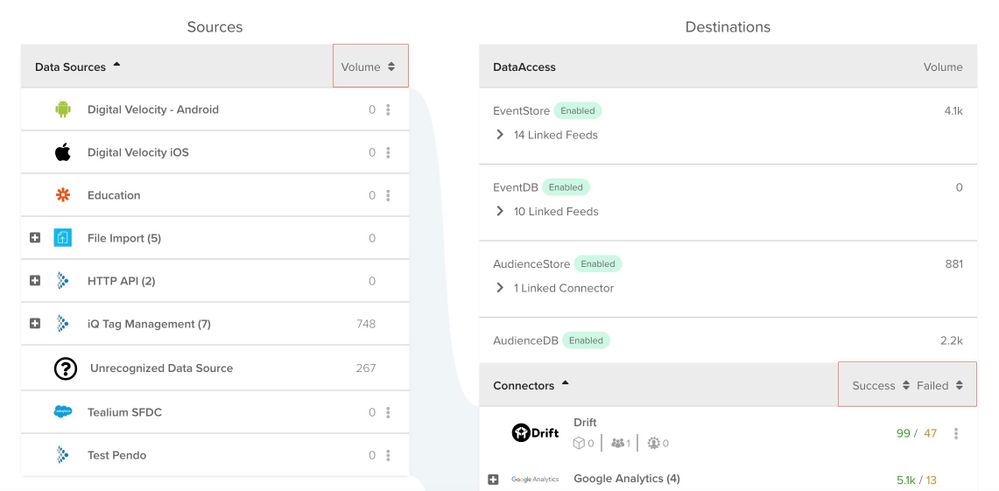 Sources
Data Sources Volume
Digital Velocity - Android 0
Digital Velocity iOS 0
Education 0
File Import (5) 0
HTTP API (2) 0
iQ Tag Management (7) 748
Unrecognized Data Source 267
salesforce Tealium SFDC 0
Test Pendo 0
Destinations
DataAccess Volume
EventStore Enabled 4.1k
14 Linked Feeds
EventDB Enabled 0
10 Linked Feeds
AudienceStore Enabled 881
1 Linked Connector
AudienceDB Enabled 2.2k
Connectors Success Failed
Drift Drift 99 / 47
0 1 0
Google Analytics Google Analytics (4) 5.1k / 13